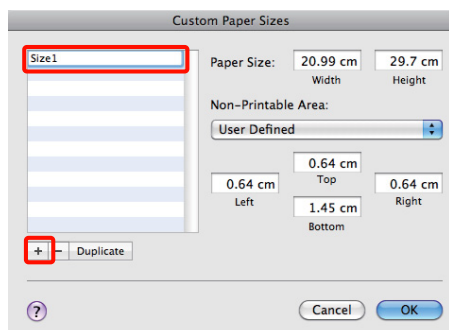 Custom Paper Sizes
Size1
Paper Size: 20.99 cm 29.7 cm
Width Height
Non-Printable Area:
User Defined
0.64 cm
Top
0.64 cm 0.64 cm
Left Right
1.45 cm
Bottom
+ − Duplicate
? Cancel OK